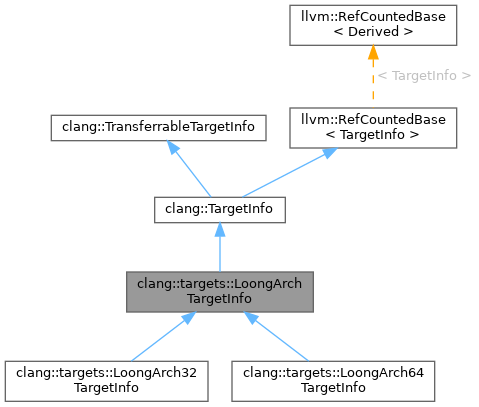 llvm::RefCountedBase
< Derived >
< TargetInfo >
clang::TransferrableTargetInfo
llvm::RefCountedBase
< TargetInfo >
clang::TargetInfo
clang::targets::LoongArch
TargetInfo
clang::targets::LoongArch32
TargetInfo
clang::targets::LoongArch64
TargetInfo